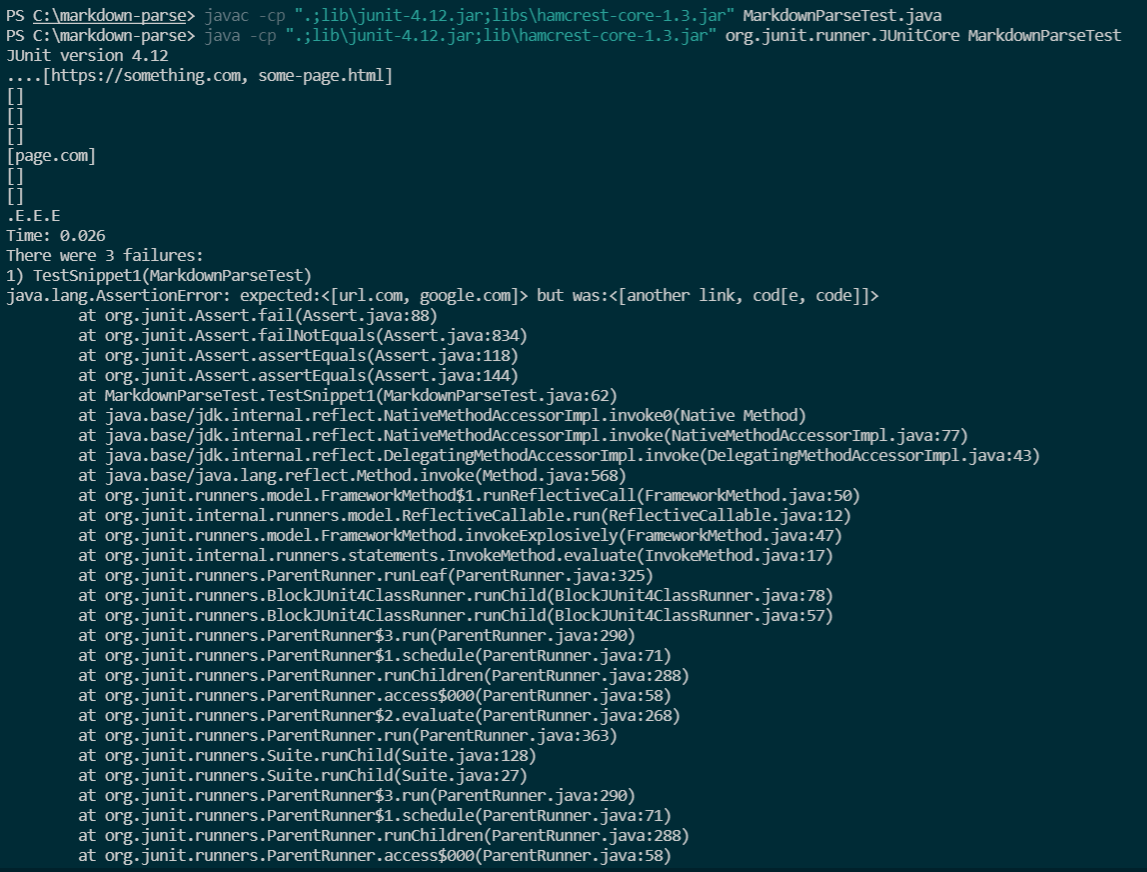 PS C:\markdown-parse> javac -cp ".;lib\junit-4.12.jar;libs\hamcrest-core-1.3.jar" MarkdownParseTest.java
PS C:\markdown-parse> java -cp ".;lib\junit-4.12.jar;lib\hamcrest-core-1.3.jar" org.junit.runner.JUnitCore MarkdownParseTest
JUnit version 4.12
....[https://something.com, some-page.html]
[]
[]
[]
[page.com]
[]
[]
.E.E.E
Time: 0.026
There were 3 failures:
1) TestSnippet1(MarkdownParseTest)
java.lang.AssertionError: expected:<[url.com, google.com]> but was:<[another link, cod[e, code]]>
        at org.junit.Assert.fail(Assert.java:88)
        at org.junit.Assert.failNotEquals(Assert.java:834)
        at org.junit.Assert.assertEquals(Assert.java:118)
        at org.junit.Assert.assertEquals(Assert.java:144)
        at MarkdownParseTest.TestSnippet1(MarkdownParseTest.java:62)
        at java.base/jdk.internal.reflect.NativeMethodAccessorImpl.invoke0(Native Method)
        at java.base/jdk.internal.reflect.NativeMethodAccessorImpl.invoke(NativeMethodAccessorImpl.java:77)
        at java.base/jdk.internal.reflect.DelegatingMethodAccessorImpl.invoke(DelegatingMethodAccessorImpl.java:43)
        at java.base/java.lang.reflect.Method.invoke(Method.java:568)
        at org.junit.runners.model.FrameworkMethod$1.runReflectiveCall(FrameworkMethod.java:50)
        at org.junit.internal.runners.model.ReflectiveCallable.run(ReflectiveCallable.java:12)
        at org.junit.runners.model.FrameworkMethod.invokeExplosively(FrameworkMethod.java:47)
        at org.junit.internal.runners.statements.InvokeMethod.evaluate(InvokeMethod.java:17)
        at org.junit.runners.ParentRunner.runLeaf(ParentRunner.java:325)
        at org.junit.runners.BlockJUnit4ClassRunner.runChild(BlockJUnit4ClassRunner.java:78)
        at org.junit.runners.BlockJUnit4ClassRunner.runChild(BlockJUnit4ClassRunner.java:57)
        at org.junit.runners.ParentRunner$3.run(ParentRunner.java:290)
        at org.junit.runners.ParentRunner$1.schedule(ParentRunner.java:71)
        at org.junit.runners.ParentRunner.runChildren(ParentRunner.java:288)
        at org.junit.runners.ParentRunner.access$000(ParentRunner.java:58)
        at org.junit.runners.ParentRunner$2.evaluate(ParentRunner.java:268)
        at org.junit.runners.ParentRunner.run(ParentRunner.java:363)
        at org.junit.runners.Suite.runChild(Suite.java:128)
        at org.junit.runners.Suite.runChild(Suite.java:27)
        at org.junit.runners.ParentRunner$3.run(ParentRunner.java:290)
        at org.junit.runners.ParentRunner$1.schedule(ParentRunner.java:71)
        at org.junit.runners.ParentRunner.runChildren(ParentRunner.java:288)
        at org.junit.runners.ParentRunner.access$000(ParentRunner.java:58)